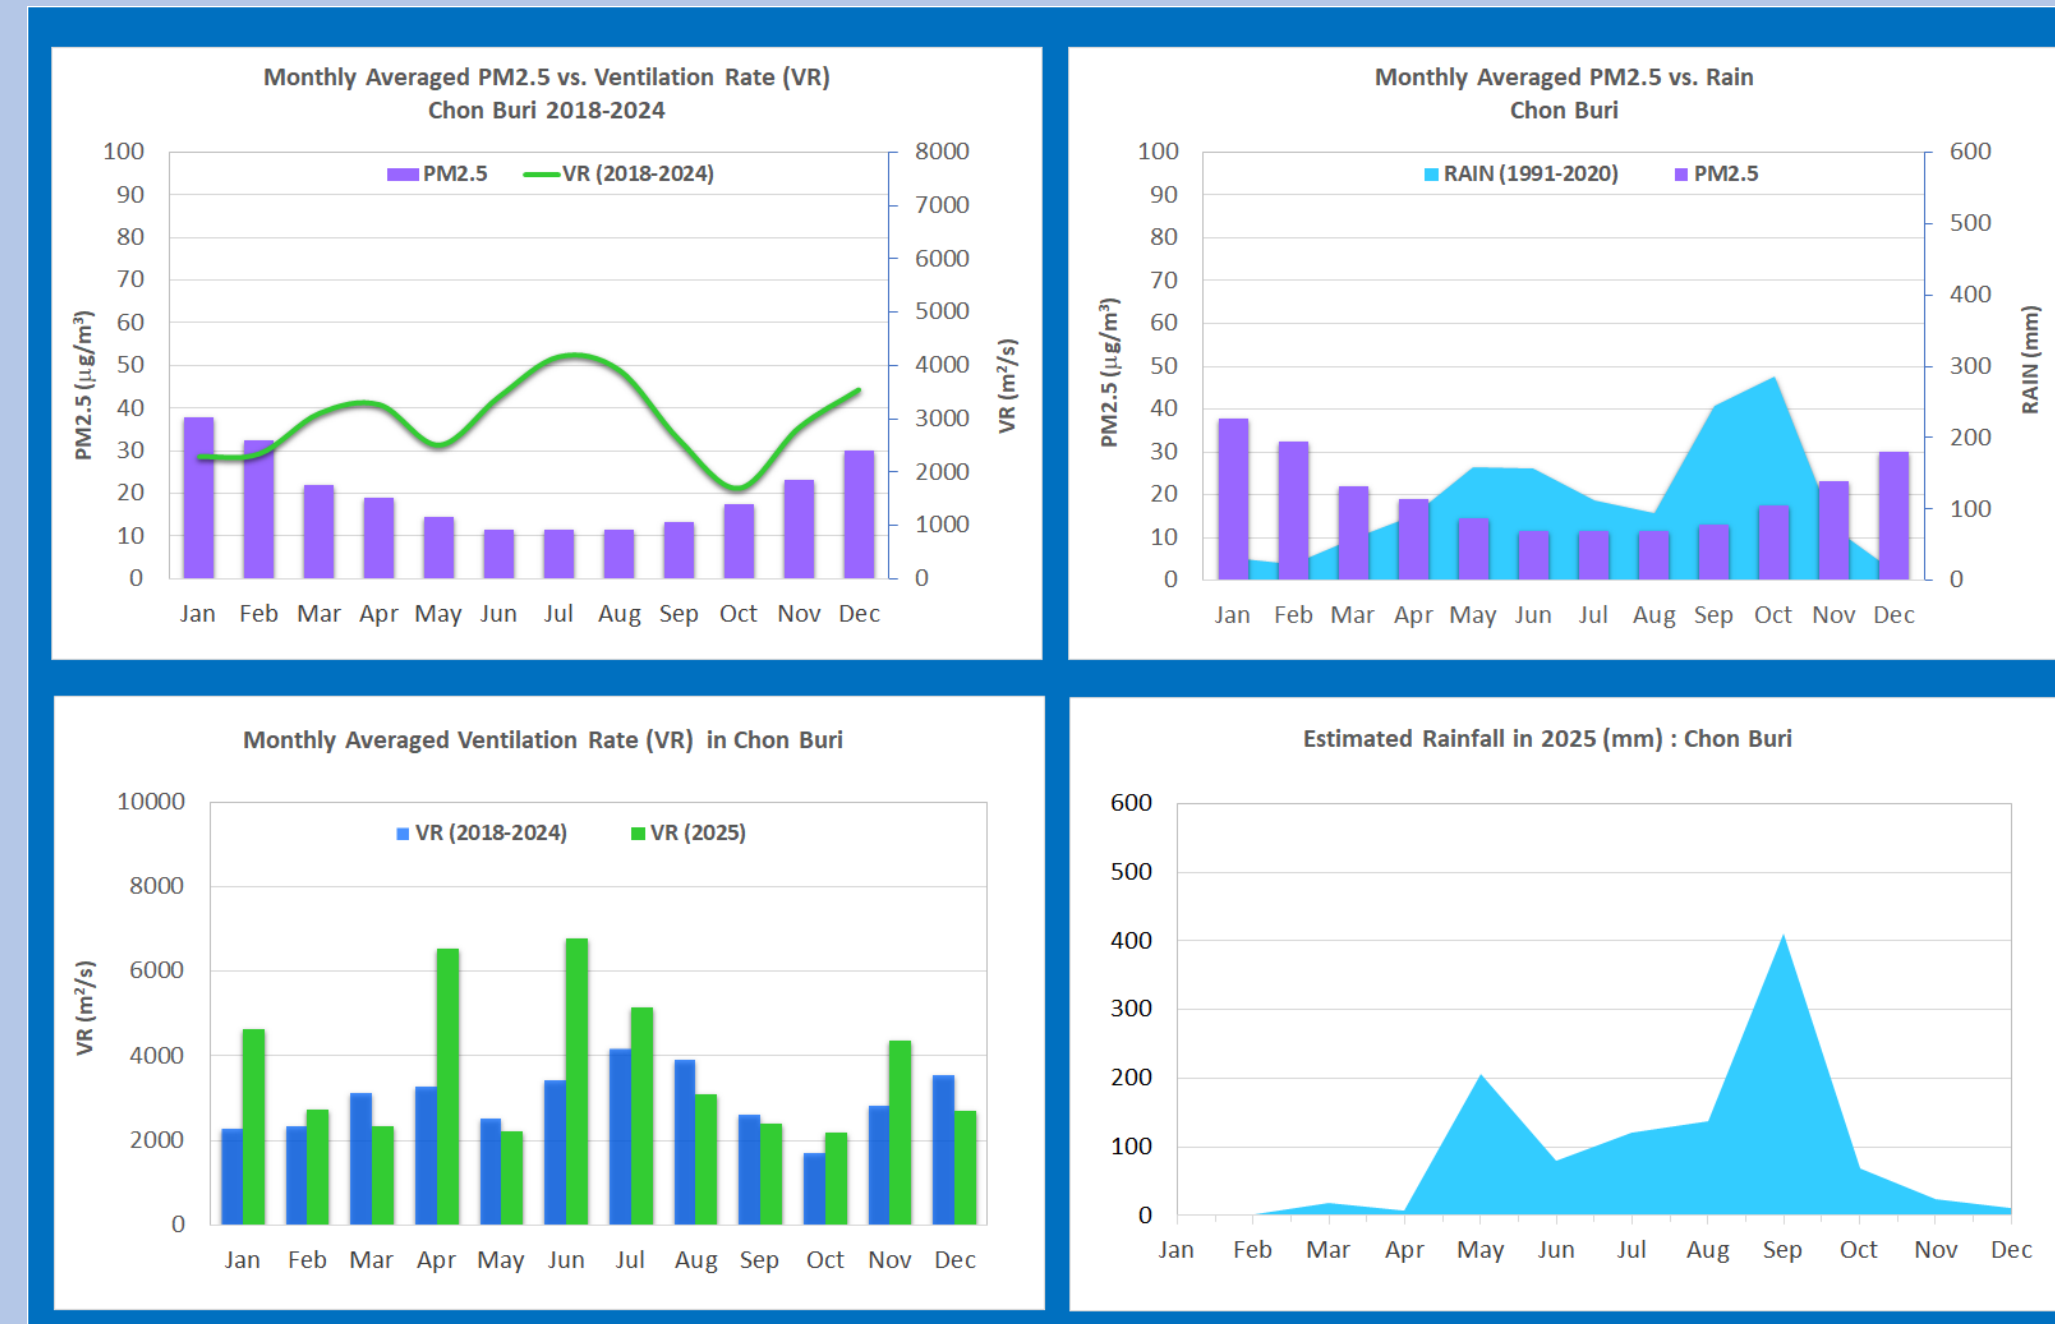 Monthly Averaged PM2.5 vs. Ventilation Rate (VR)
Chon Buri 2018-2024
PM2.5
VR (2018-2024)
100
90
80
70
60
50
40
30
20
10
0
PM2.5 (µg/m³)
8000
7000
6000
5000
4000
3000
2000
1000
0
VR (m²/s)
Jan Feb Mar Apr May Jun Jul Aug Sep Oct Nov Dec
Monthly Averaged PM2.5 vs. Rain
Chon Buri
RAIN (1991-2020)
PM2.5
100
90
80
70
60
50
40
30
20
10
0
PM2.5 (µg/m³)
600
500
400
300
200
100
0
RAIN (mm)
Jan Feb Mar Apr May Jun Jul Aug Sep Oct Nov Dec
Monthly Averaged Ventilation Rate (VR) in Chon Buri
VR (2018-2024)
VR (2025)
10000
8000
6000
4000
2000
0
VR (m²/s)
Jan Feb Mar Apr May Jun Jul Aug Sep Oct Nov Dec
Estimated Rainfall in 2025 (mm) : Chon Buri
600
500
400
300
200
100
0
Jan Feb Mar Apr May Jun Jul Aug Sep Oct Nov Dec